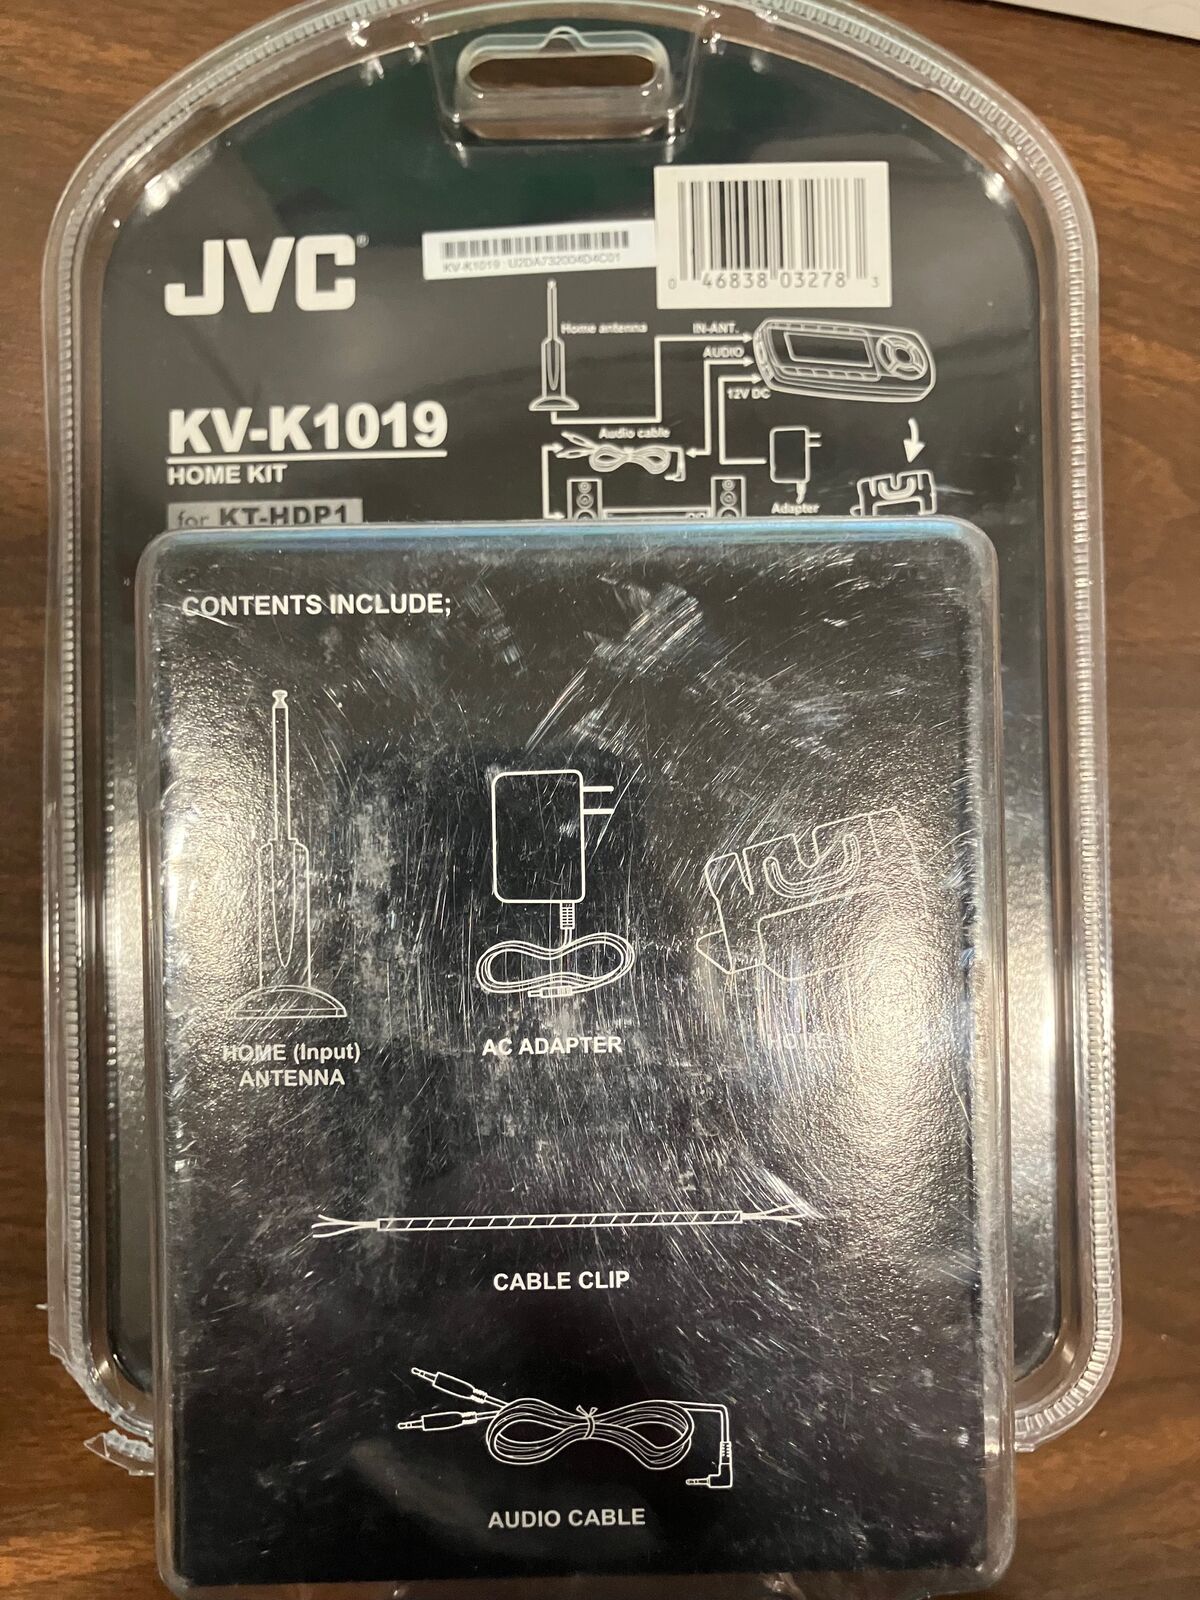 JVC®
KV-K1019 : U2DA732004D4C01
0 46838 03278 3
Home antenna
IN-ANT.
AUDIO
12V DC
Audio cable
Adapter
KV-K1019
HOME KIT
for KT-HDP1
CONTENTS INCLUDE;
HOME (Input)
ANTENNA
AC ADAPTER
HOME
CABLE CLIP
AUDIO CABLE